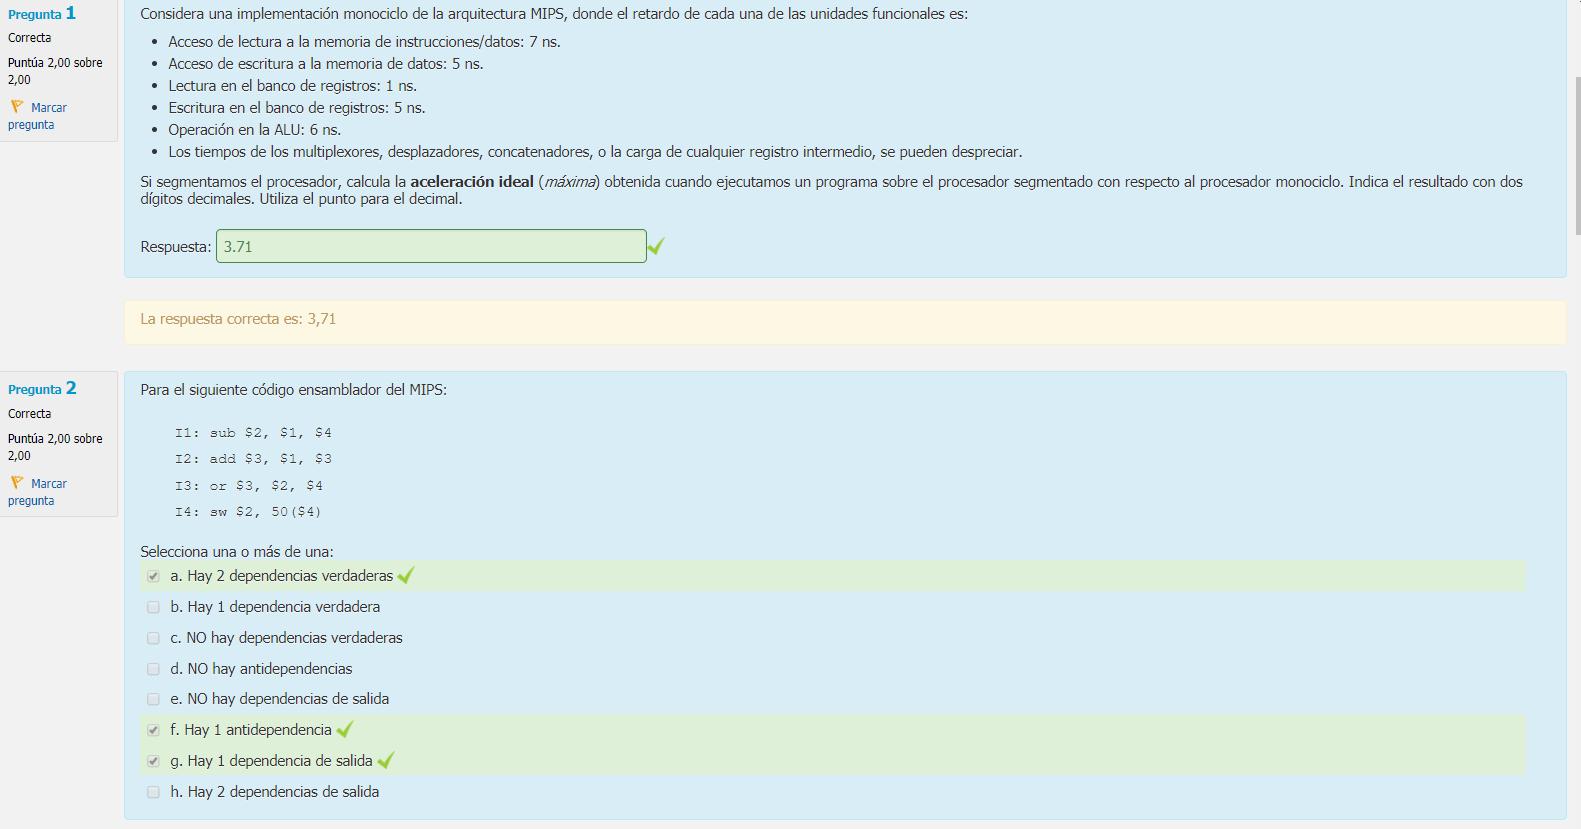 Pregunta 1
Correcta
Puntúa 2,00 sobre
2,00
Marcar
pregunta
Considera una implementación monociclo de la arquitectura MIPS, donde el retardo de cada una de las unidades funcionales es:
• Acceso de lectura a la memoria de instrucciones/datos: 7 ns.
• Acceso de escritura a la memoria de datos: 5 ns.
• Lectura en el banco de registros: 1 ns.
• Escritura en el banco de registros: 5 ns.
• Operación en la ALU: 6 ns.
• Los tiempos de los multiplexores, desplazadores, concatenadores, o la carga de cualquier registro intermedio, se pueden despreciar.
Si segmentamos el procesador, calcula la aceleración ideal (máxima) obtenida cuando ejecutamos un programa sobre el procesador segmentado con respecto al procesador monociclo. Indica el resultado con dos
dígitos decimales. Utiliza el punto para el decimal.
Respuesta: 3.71
La respuesta correcta es: 3,71
Pregunta 2
Correcta
Puntúa 2,00 sobre
2,00
Marcar
pregunta
Para el siguiente código ensamblador del MIPS:
I1: sub $2, $1, $4
I2: add $3, $1, $3
I3: or $3, $2, $4
I4: sw $2, 50($4)
Selecciona una o más de una:
a. Hay 2 dependencias verdaderas
b. Hay 1 dependencia verdadera
c. NO hay dependencias verdaderas
d. NO hay antidependencias
e. NO hay dependencias de salida
f. Hay 1 antidependencia
g. Hay 1 dependencia de salida
h. Hay 2 dependencias de salida